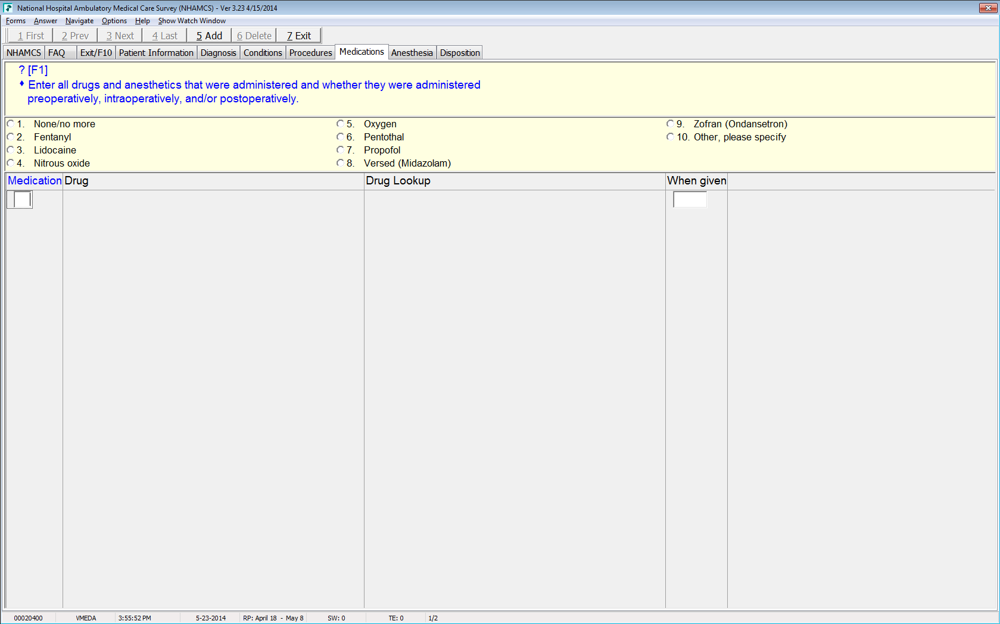 National Hospital Ambulatory Medical Care Survey (NHAMCS) - Ver 3.23 4/15/2014
Forms Answer Navigate Options Help Show Watch Window
1 First 2 Prev 3 Next 4 Last 5 Add 6 Delete 7 Exit
NHAMCS FAQ Exit/F10 Patient Information Diagnosis Conditions Procedures Medications Anesthesia Disposition
? [F1]
♦ Enter all drugs and anesthetics that were administered and whether they were administered
preoperatively, intraoperatively, and/or postoperatively.
1. None/no more
2. Fentanyl
3. Lidocaine
4. Nitrous oxide
5. Oxygen
6. Pentothal
7. Propofol
8. Versed (Midazolam)
9. Zofran (Ondansetron)
10. Other, please specify
Medication Drug Drug Lookup When given
00020400 VMEDA 3:55:52 PM 5-23-2014 RP: April 18 - May 8 SW: 0 TE: 0 1/2